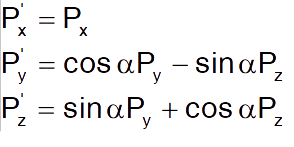 P'x = Px
P'y = cos αPy − sin αPz
P'z = sin αPy + cos αPz